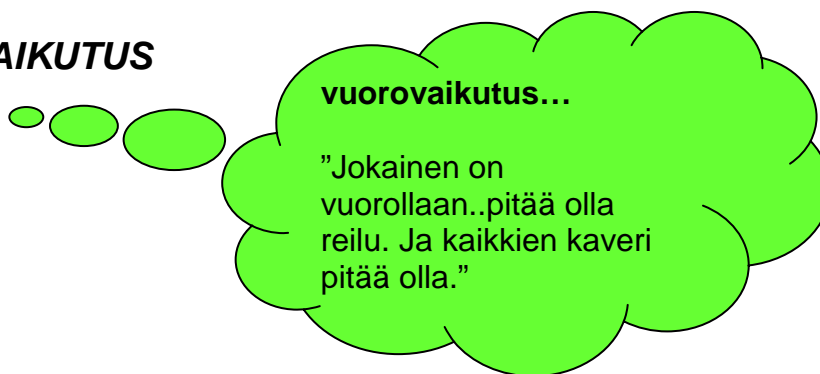 AIKUTUS
vuorovaikutus…
”Jokainen on
vuorollaan..pitää olla
reilu. Ja kaikkien kaveri
pitää olla.”